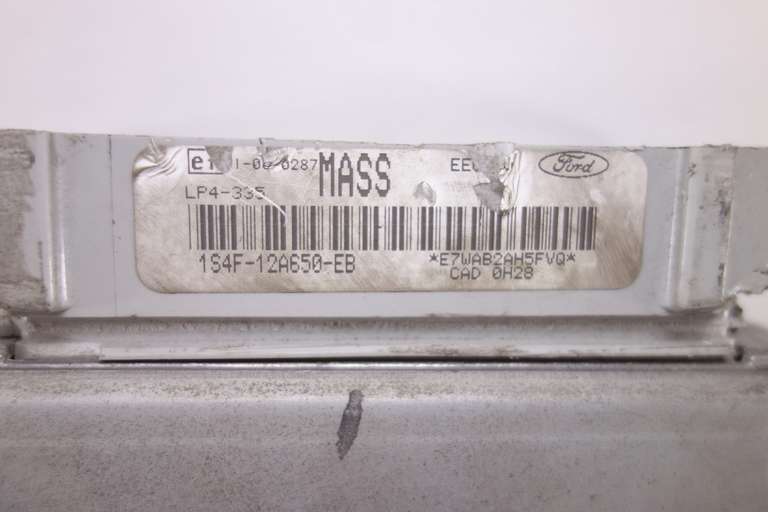 MASS
Ford
LP4-335
1S4F-12A650-EB
*E7WAB2AH5FVQ*
CAD 0H28